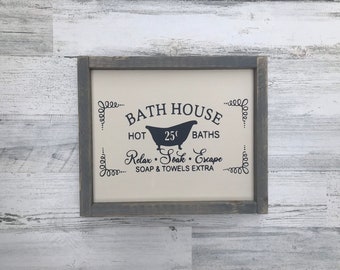 BATH HOUSE
HOT 25¢ BATHS
Relax • Soak • Escape
SOAP & TOWELS EXTRA